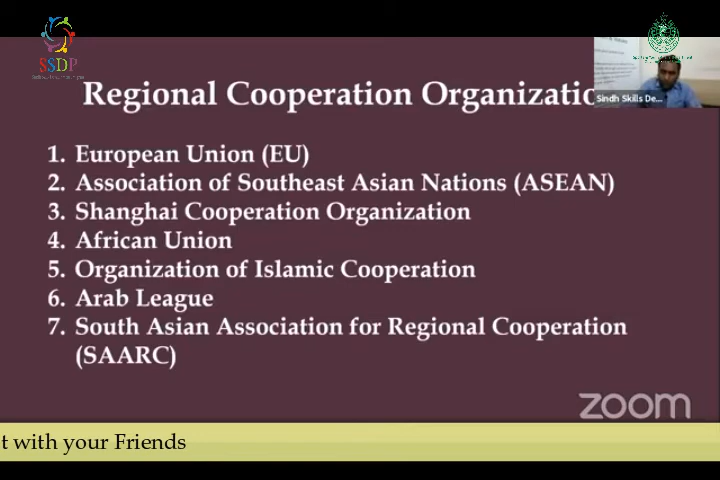 SSDP
Regional Cooperation Organizatio
Sindh Skills De...
1. European Union (EU)
2. Association of Southeast Asian Nations (ASEAN)
3. Shanghai Cooperation Organization
4. African Union
5. Organization of Islamic Cooperation
6. Arab League
7. South Asian Association for Regional Cooperation
(SAARC)
zoom
t with your Friends